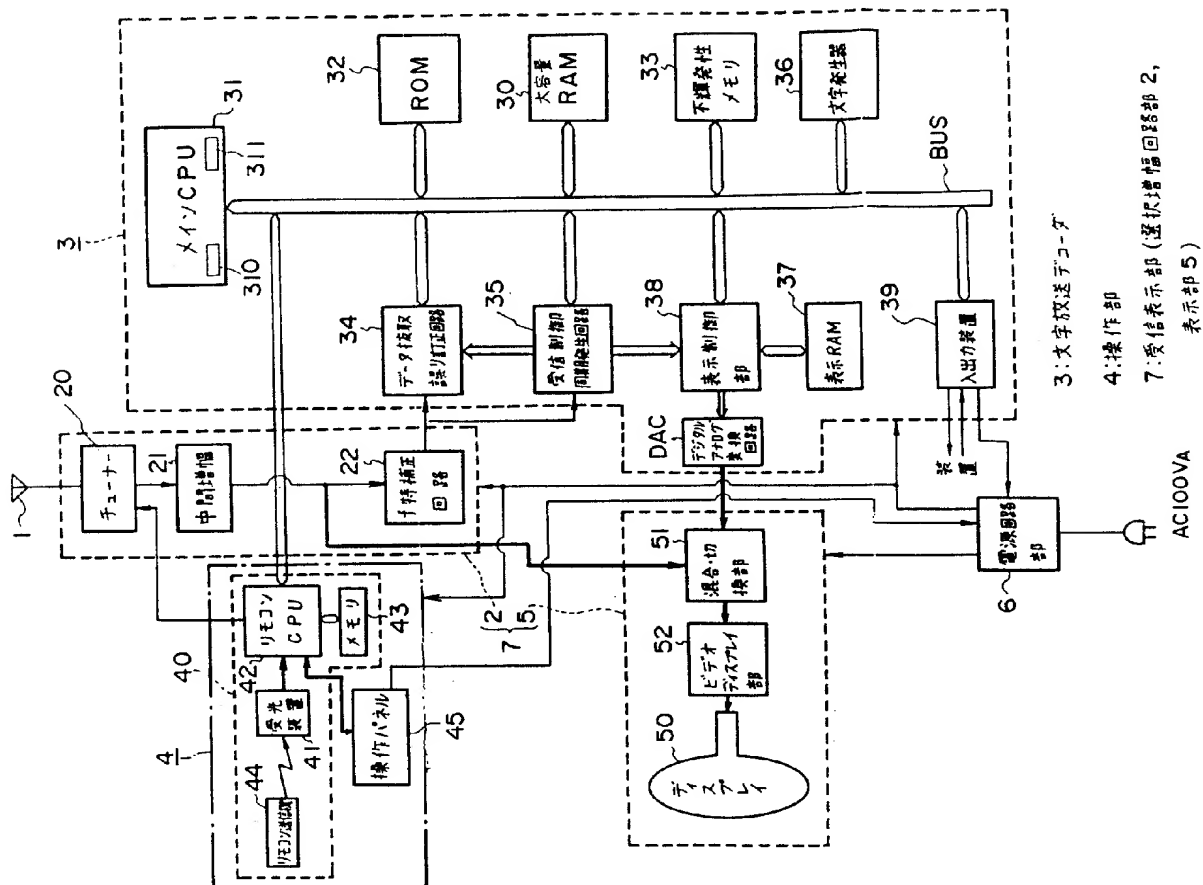 1
チューナー
20
中間増幅
21
f特補正
回路
22
リモコン
CPU
42
メモリ
43
40
受光
装置
41
リモコン送信機
44
4
操作パネル
45
2
5
7
3
メインCPU
31
310
311
ROM
32
大容量
RAM
30
不揮発性
メモリ
33
文字発生器
36
BUS
データ抜取
誤り訂正回路
34
受信制御
同期発生回路
35
表示制御
部
38
表示RAM
37
入出力装置
39
DAC
デジタル
アナログ
変換
回路
装置
混合・切
換部
51
ビデオ
ディスプレイ
部
52
ディスプレイ
50
電源回路
部
6
AC100VA
3:文字放送デコーダ
4:操作部
7:受信表示部(選択増幅回路部2,
表示部5)